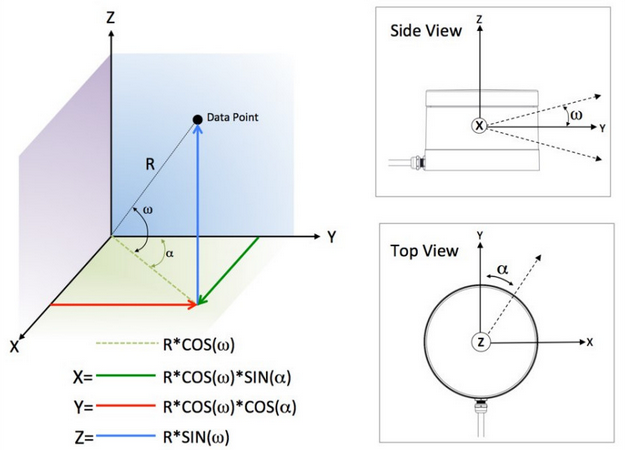 Z
Data Point
R
ω
α
Y
X
R*COS(ω)
X= R*COS(ω)*SIN(α)
Y= R*COS(ω)*COS(α)
Z= R*SIN(ω)
Side View
Z
X
ω
Y
Top View
Y
α
Z
X